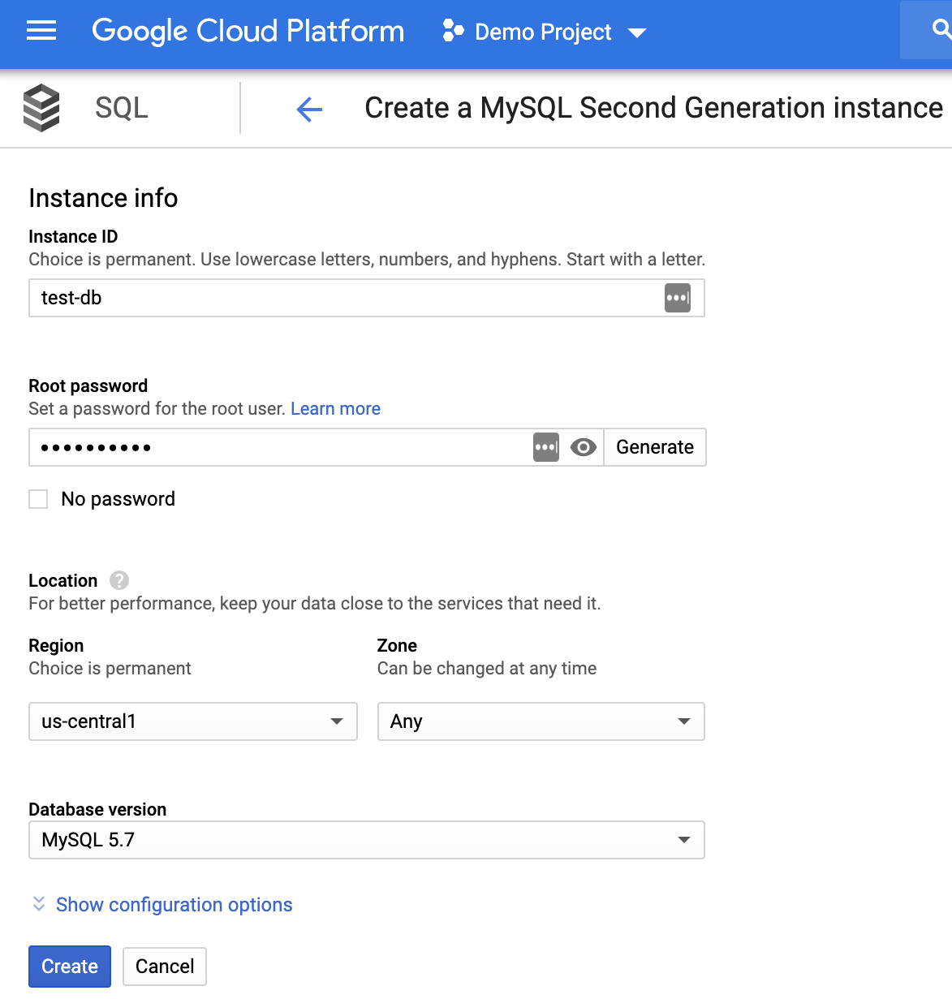 Google Cloud Platform
Demo Project
SQL
Create a MySQL Second Generation instance
Instance info
Instance ID
Choice is permanent. Use lowercase letters, numbers, and hyphens. Start with a letter.
test-db
Root password
Set a password for the root user. Learn more
••••••••••
Generate
No password
Location
For better performance, keep your data close to the services that need it.
Region
Choice is permanent
us-central1
Zone
Can be changed at any time
Any
Database version
MySQL 5.7
Show configuration options
Create
Cancel